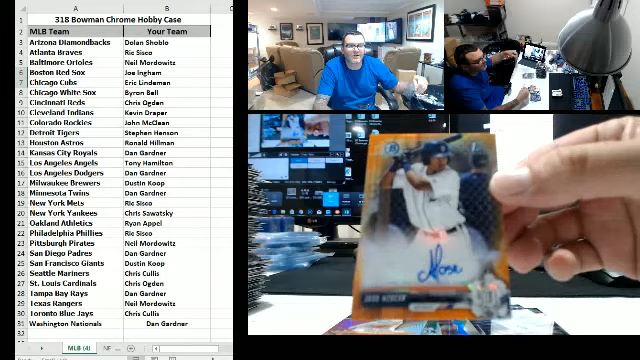 318 Bowman Chrome Hobby Case
MLB Team Your Team
Arizona Diamondbacks Dolan Shoblo
Atlanta Braves Ric Sisco
Baltimore Orioles Neil Mordowitz
Boston Red Sox Joe Ingham
Chicago Cubs Eric Lindeman
Chicago White Sox Byron Bell
Cincinnati Reds Chris Ogden
Cleveland Indians Kevin Draper
Colorado Rockies John McClean
Detroit Tigers Stephen Henson
Houston Astros Ronald Hillman
Kansas City Royals Dan Gardner
Los Angeles Angels Tony Hamilton
Los Angeles Dodgers Dan Gardner
Milwaukee Brewers Dustin Koop
Minnesota Twins Dan Gardner
New York Mets Ric Sisco
New York Yankees Chris Sawatsky
Oakland Athletics Ryan Appel
Philadelphia Phillies Ric Sisco
Pittsburgh Pirates Neil Mordowitz
San Diego Padres Dan Gardner
San Francisco Giants Dustin Koop
Seattle Mariners Chris Cullis
St. Louis Cardinals Chris Ogden
Tampa Bay Rays Dan Gardner
Texas Rangers Neil Mordowitz
Toronto Blue Jays Chris Cullis
Washington Nationals Dan Gardner
MLB (4)